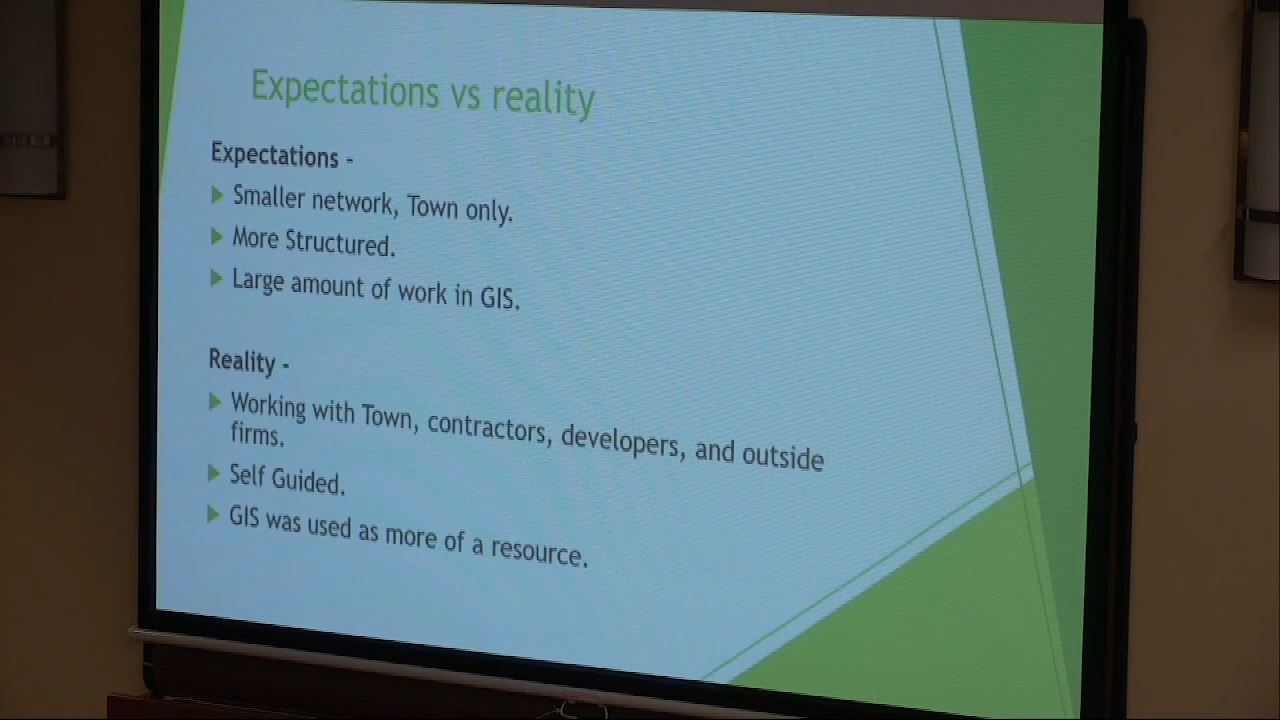 Expectations vs reality
Expectations -
Smaller network, Town only.
More Structured.
Large amount of work in GIS.
Reality -
Working with Town, contractors, developers, and outside
firms.
Self Guided.
GIS was used as more of a resource.